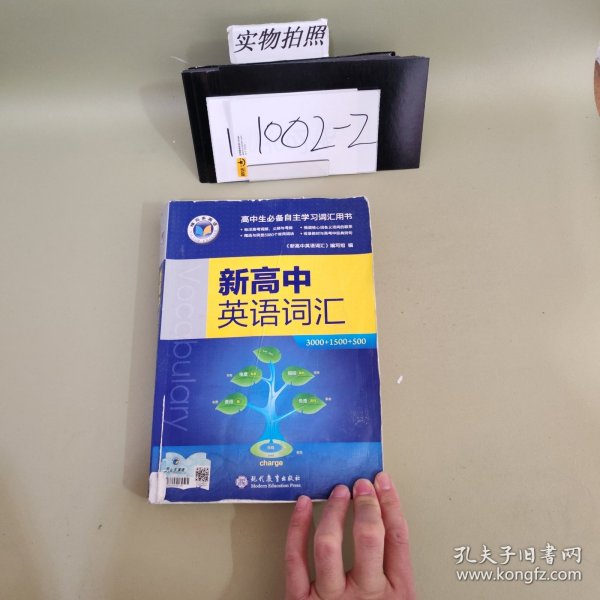 实物拍照
1002-2
高中生必备自主学习词汇用书
《新高中英语词汇》编写组 编
新高中
英语词汇
3000+1500+500
Vocabulary
charge
现代教育出版社
Modern Education Press
孔夫子旧书网
www.kongfz.com